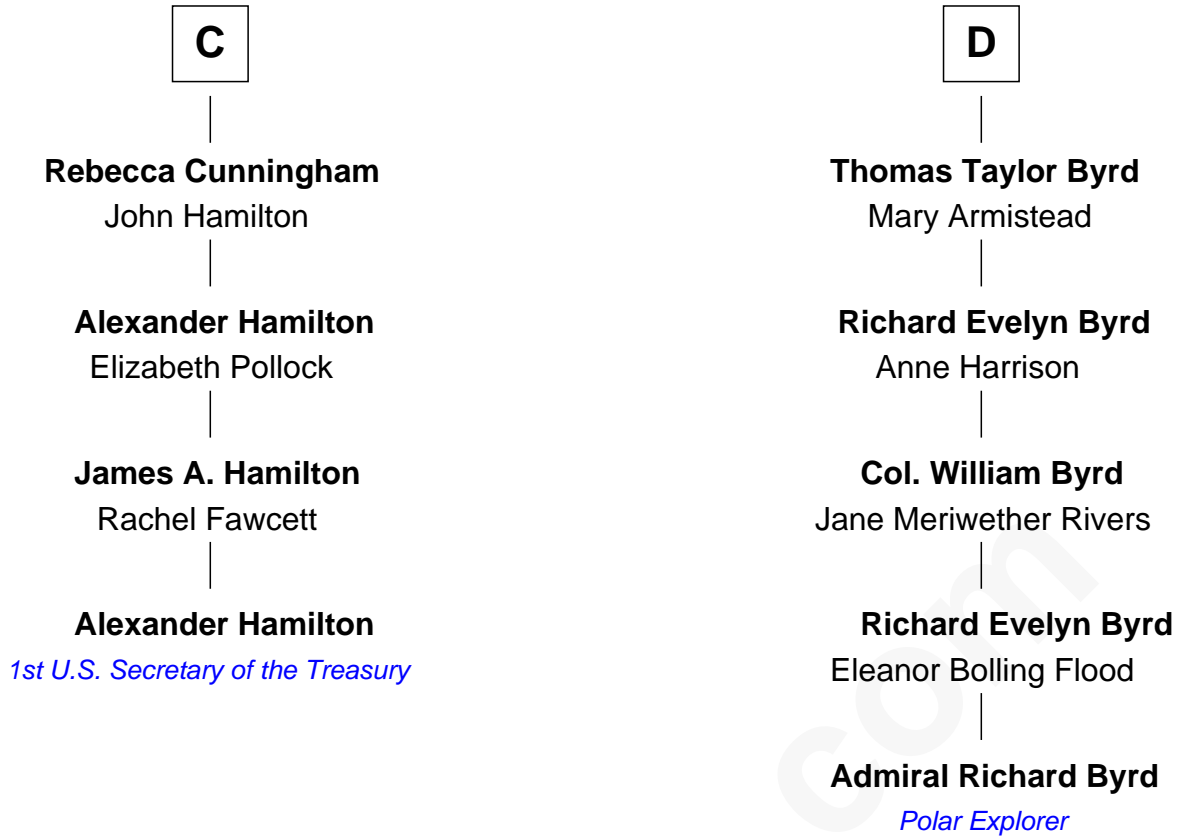 C
Rebecca Cunningham
John Hamilton
Alexander Hamilton
Elizabeth Pollock
James A. Hamilton
Rachel Fawcett
Alexander Hamilton
1st U.S. Secretary of the Treasury
D
Thomas Taylor Byrd
Mary Armistead
Richard Evelyn Byrd
Anne Harrison
Col. William Byrd
Jane Meriwether Rivers
Richard Evelyn Byrd
Eleanor Bolling Flood
Admiral Richard Byrd
Polar Explorer
com